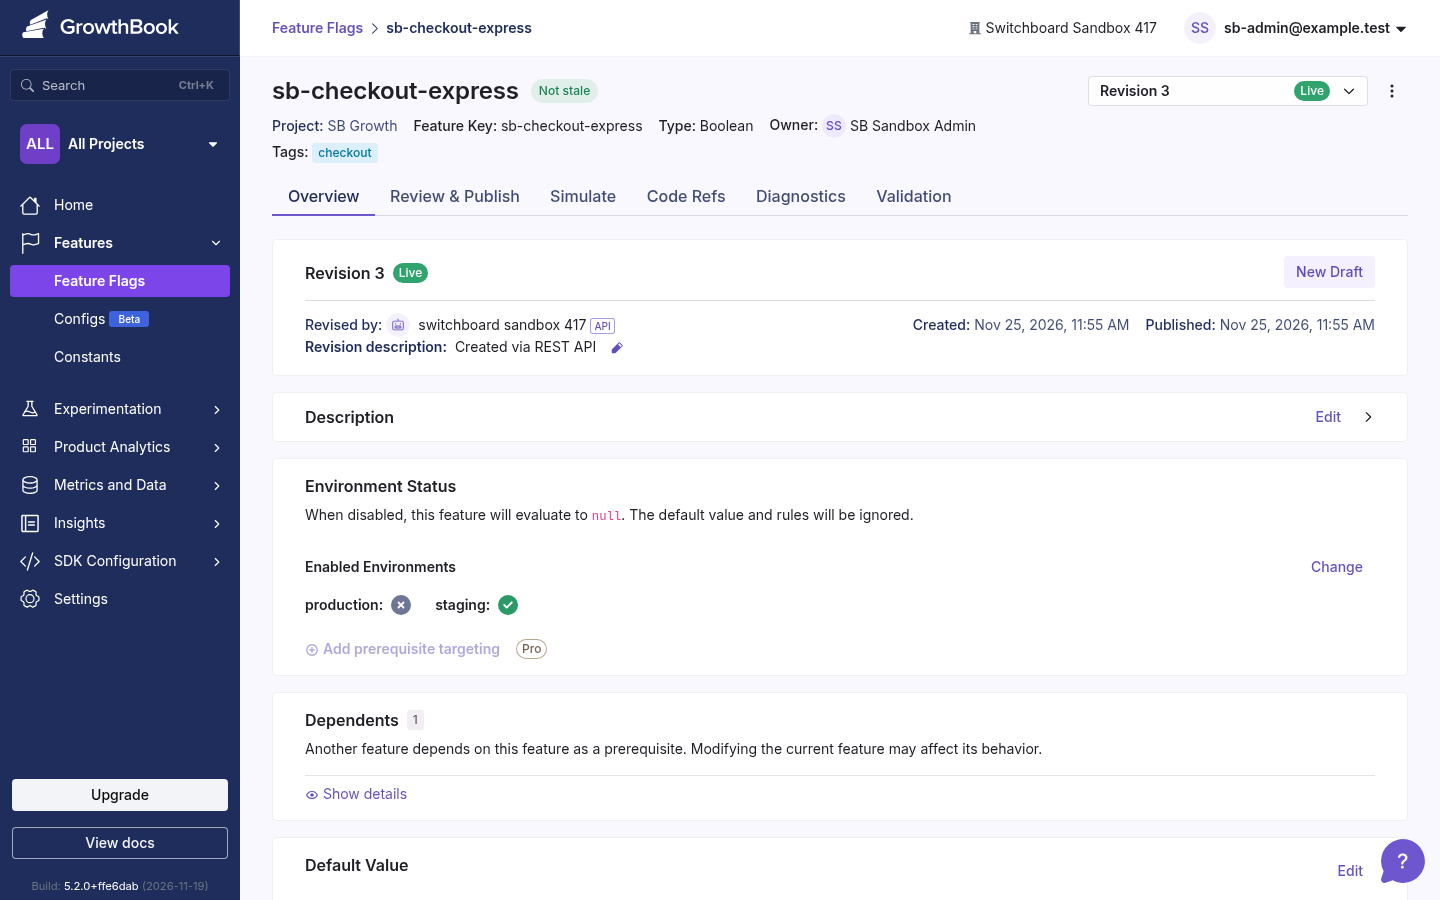 GrowthBook
Feature Flags > sb-checkout-express
Switchboard Sandbox 417
SS sb-admin@example.test
Search Ctrl+K
ALL All Projects
Home
Features
Feature Flags
Configs Beta
Constants
Experimentation
Product Analytics
Metrics and Data
Insights
SDK Configuration
Settings
Upgrade
View docs
Build: 5.2.0+ffe6dab (2026-11-19)
sb-checkout-express Not stale
Revision 3 Live
Project: SB Growth Feature Key: sb-checkout-express Type: Boolean Owner: SS SB Sandbox Admin
Tags: checkout
Overview Review & Publish Simulate Code Refs Diagnostics Validation
Revision 3 Live New Draft
Revised by: switchboard sandbox 417 API Created: Nov 25, 2026, 11:55 AM Published: Nov 25, 2026, 11:55 AM
Revision description: Created via REST API
Description Edit
Environment Status
When disabled, this feature will evaluate to null. The default value and rules will be ignored.
Enabled Environments Change
production: staging:
Add prerequisite targeting Pro
Dependents 1
Another feature depends on this feature as a prerequisite. Modifying the current feature may affect its behavior.
Show details
Default Value Edit
?